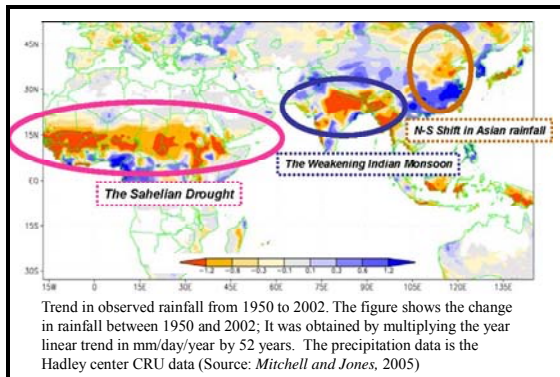 45N
30N
15N
EQ
15S
30S
N-S Shift in Asian rainfall
The Weakening Indian Monsoon
The Sahelian Drought
-1.2 -0.6 -0.3 -0.1 0.1 0.3 0.6 1.2
15W 0 15E 30E 45E 60E 75E 90E 105E 120E 135E
Trend in observed rainfall from 1950 to 2002. The figure shows the change
in rainfall between 1950 and 2002; It was obtained by multiplying the year
linear trend in mm/day/year by 52 years. The precipitation data is the
Hadley center CRU data (Source: Mitchell and Jones, 2005)